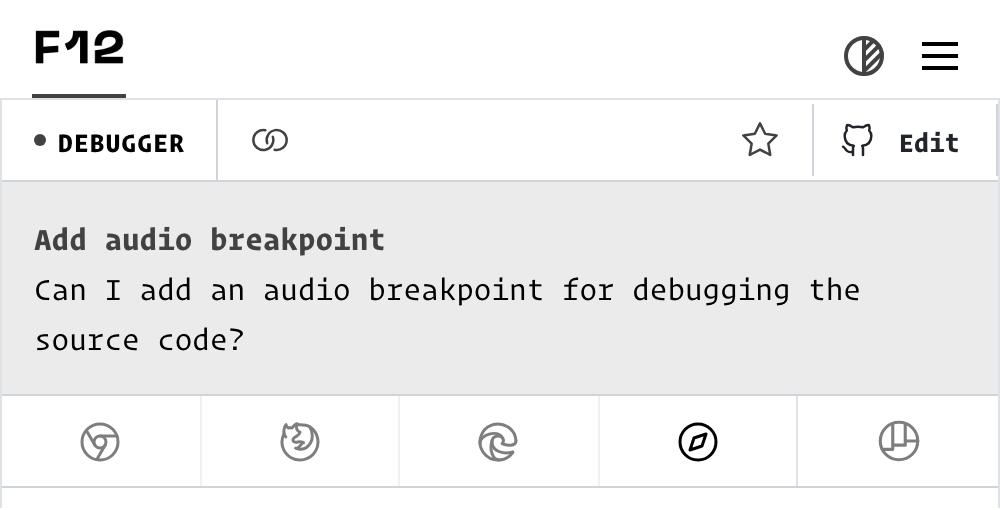 F12
DEBUGGER
Edit
Add audio breakpoint
Can I add an audio breakpoint for debugging the
source code?